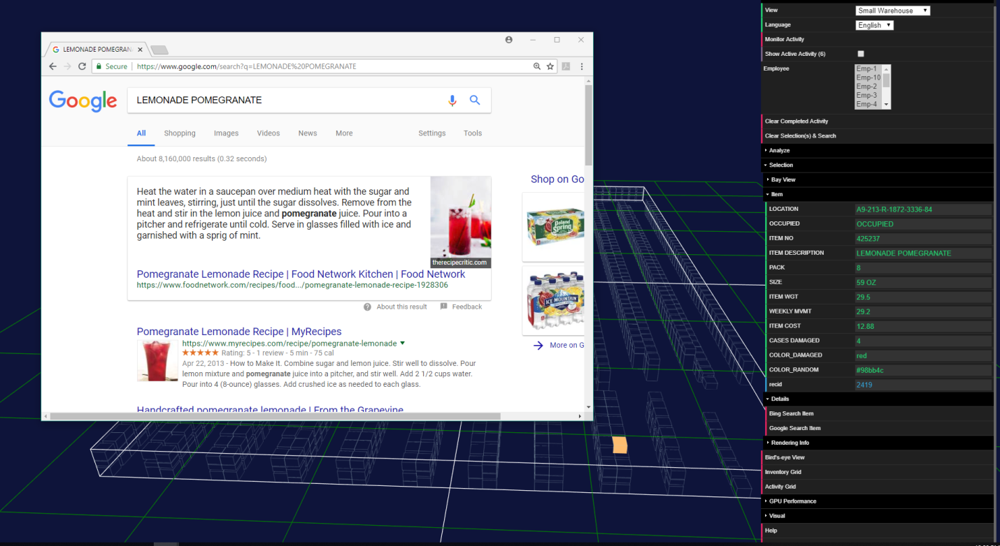 LEMONADE POMEGRAN
Secure
https://www.google.com/search?q=LEMONADE%20POMEGRANATE
Google
LEMONADE POMEGRANATE
All Shopping Images Videos News More Settings Tools
About 8,160,000 results (0.32 seconds)
Heat the water in a saucepan over medium heat with the sugar and
mint leaves, stirring, just until the sugar dissolves. Remove from the
heat and stir in the lemon juice and pomegranate juice. Pour into a
pitcher and refrigerate until cold. Serve in glasses filled with ice and
garnished with a sprig of mint.
therecipecritic.com
Pomegranate Lemonade Recipe | Food Network Kitchen | Food Network
https://www.foodnetwork.com/recipes/food.../pomegranate-lemonade-recipe-1928306
About this result Feedback
Pomegranate Lemonade Recipe | MyRecipes
https://www.myrecipes.com/recipe/pomegranate-lemonade
Rating: 5 - 1 review - 5 min - 75 cal
Apr 22, 2013 - How to Make It. Combine sugar and lemon juice. Stir well to dissolve. Pour
lemon mixture and pomegranate juice into a pitcher, and stir well. Add 2 1/2 cups water.
Pour into 4 (8-ounce) glasses. Add crushed ice as needed to each glass.
Handcrafted pomegranate lemonade | From the Grapevine
Shop on Go
Poland
Spring
ICE MOUNTAIN
More on G
View Small Warehouse
Language English
Monitor Activity
Show Active Activity (6)
Employee
Emp-1
Emp-10
Emp-2
Emp-3
Emp-4
Clear Completed Activity
Clear Selection(s) & Search
Analyze
Selection
Bay View
Item
LOCATION A9-213-R-1872-3336-84
OCCUPIED OCCUPIED
ITEM NO 425237
ITEM DESCRIPTION LEMONADE POMEGRANATE
PACK 8
SIZE 59 OZ
ITEM WGT 29.5
WEEKLY MVMT 29.2
ITEM COST 12.88
CASES DAMAGED 4
COLOR_DAMAGED red
COLOR_RANDOM #98bb4c
recid 2419
Details
Bing Search Item
Google Search Item
Rendering Info
Bird's-eye View
Inventory Grid
Activity Grid
GPU Performance
Visual
Help